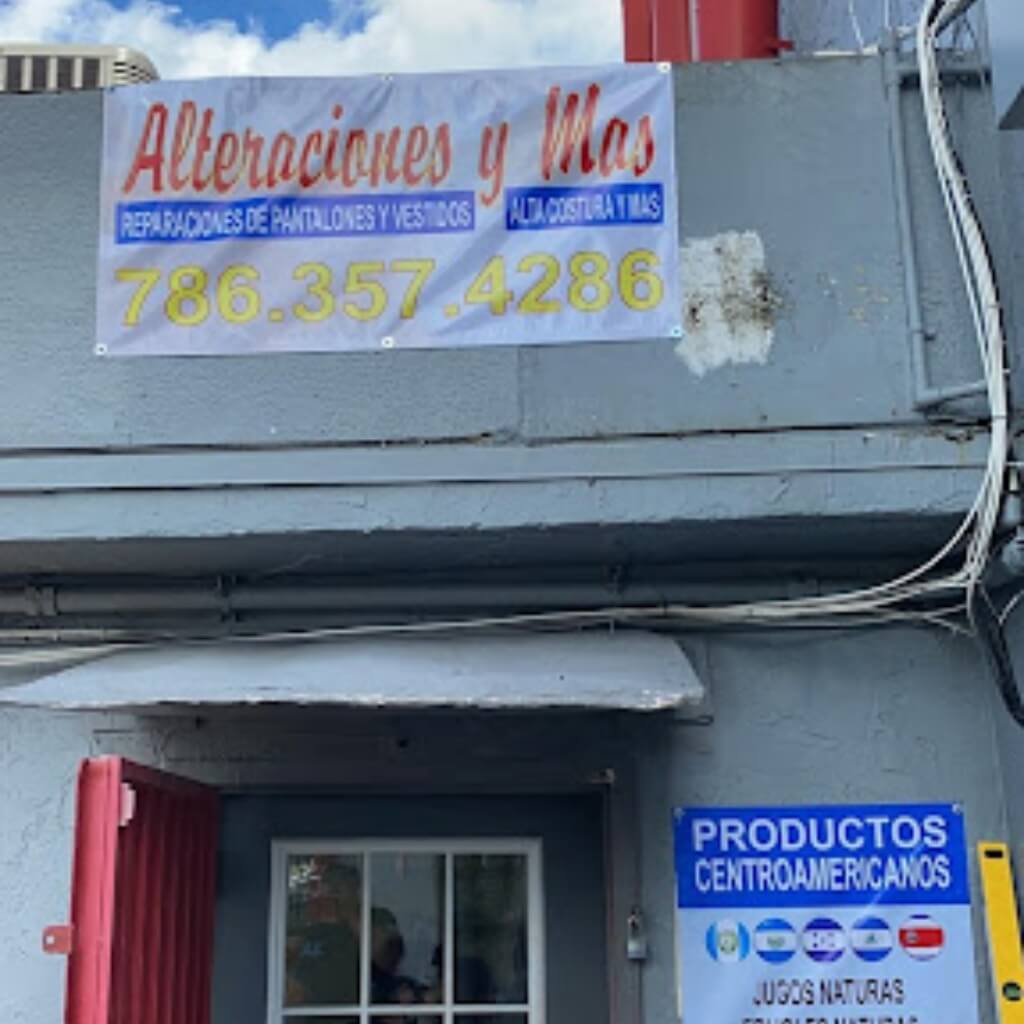 Alteraciones y Mas
REPARACIONES DE PANTALONES Y VESTIDOS ALTA COSTURA Y MAS
786.357.4286
PRODUCTOS
CENTROAMERICANOS
JUGOS NATURAS